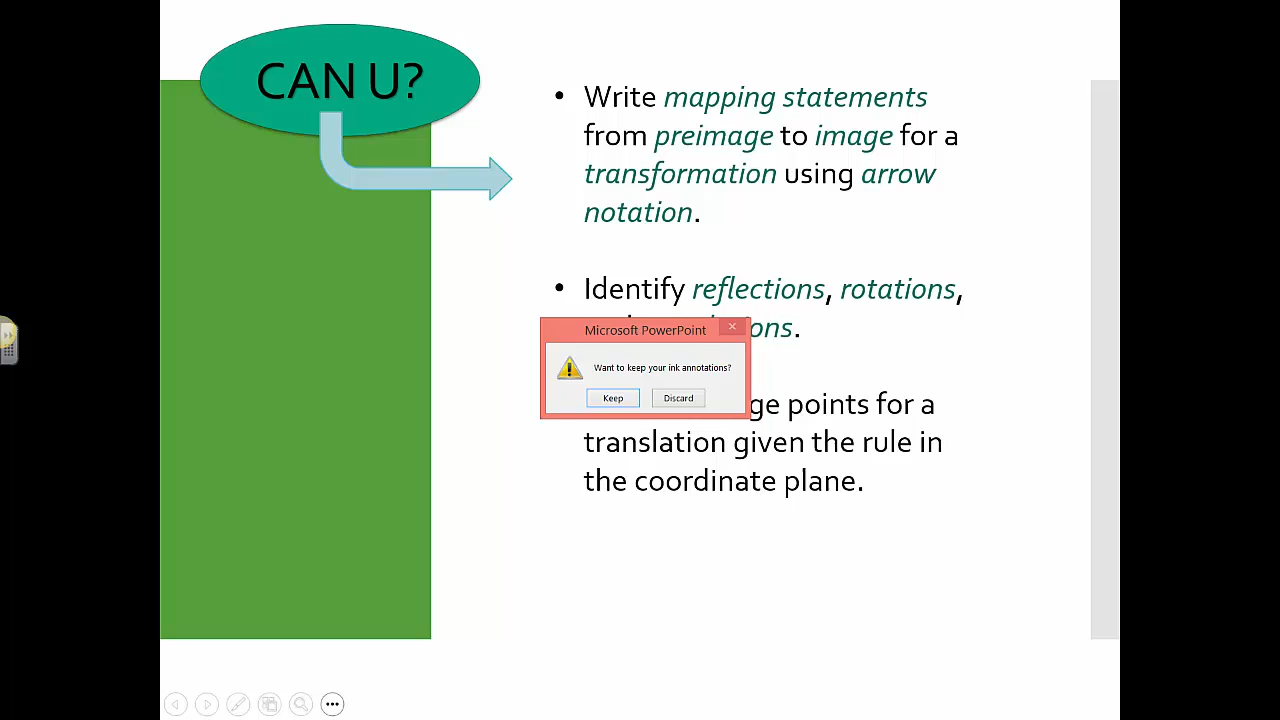 CAN U?
• Write mapping statements
from preimage to image for a
transformation using arrow
notation.
• Identify reflections, rotations,
ons.
Microsoft PowerPoint
Want to keep your ink annotations?
Keep Discard
ge points for a
translation given the rule in
the coordinate plane.